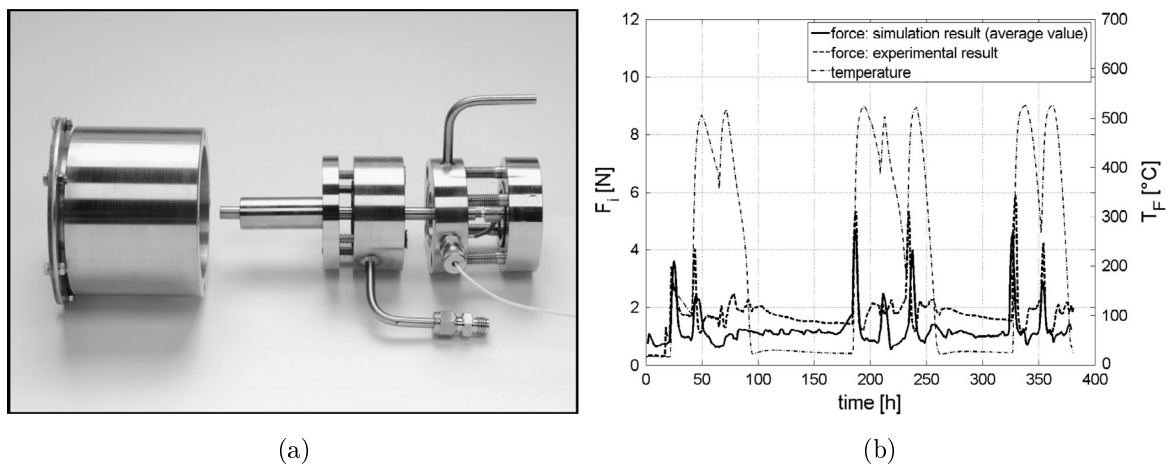 12
10
8
6
4
2
0
F_i [N]
700
600
500
400
300
200
100
0
T_F [°C]
force: simulation result (average value)
force: experimental result
temperature
0 50 100 150 200 250 300 350 400
time [h]
(a)
(b)